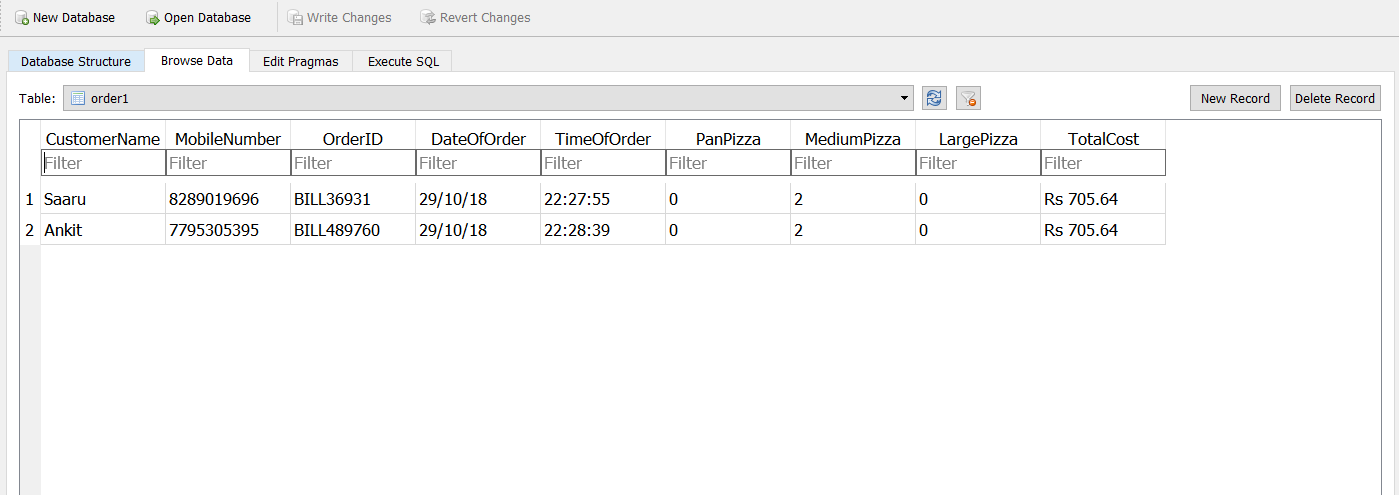 New Database Open Database Write Changes Revert Changes
Database Structure Browse Data Edit Pragmas Execute SQL
Table: order1 New Record Delete Record
CustomerName MobileNumber OrderID DateOfOrder TimeOfOrder PanPizza MediumPizza LargePizza TotalCost
Filter Filter Filter Filter Filter Filter Filter Filter Filter
1 Saaru 8289019696 BILL36931 29/10/18 22:27:55 0 2 0 Rs 705.64
2 Ankit 7795305395 BILL489760 29/10/18 22:28:39 0 2 0 Rs 705.64